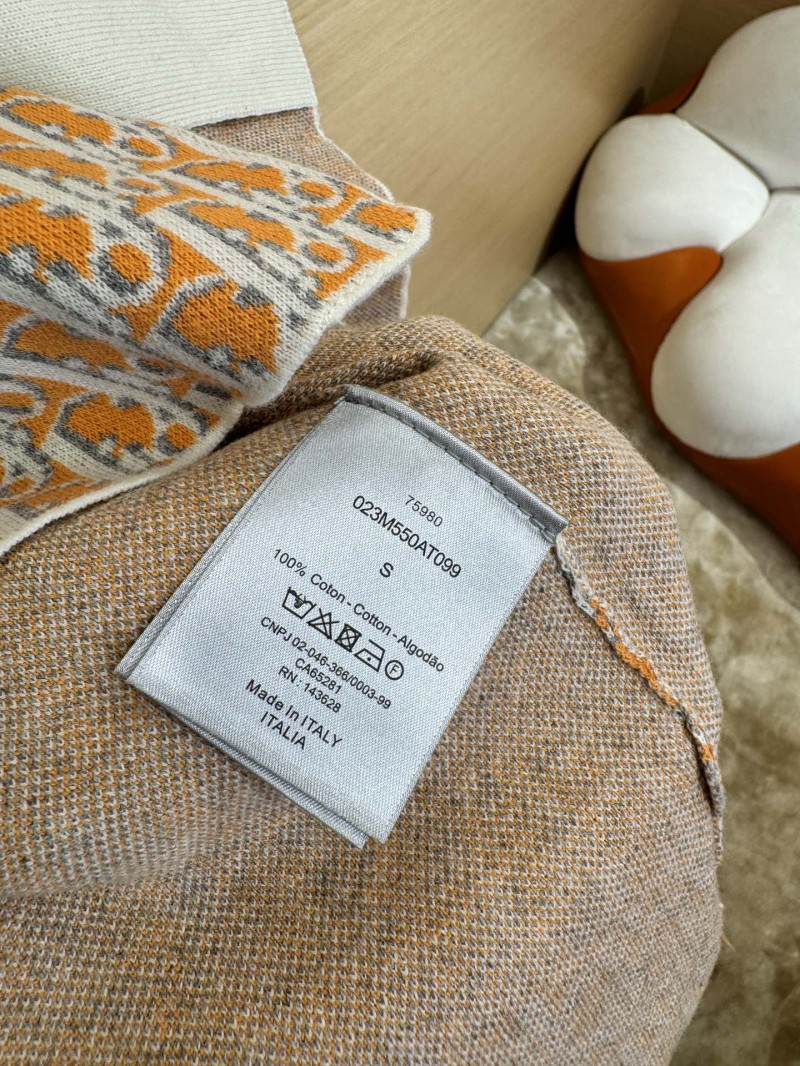 75980
023M550AT099
S
100% Coton - Cotton - Algodão
F
CNPJ 02-046-366/0003-99
CA65281
RN : 143628
Made In ITALY
ITALIA